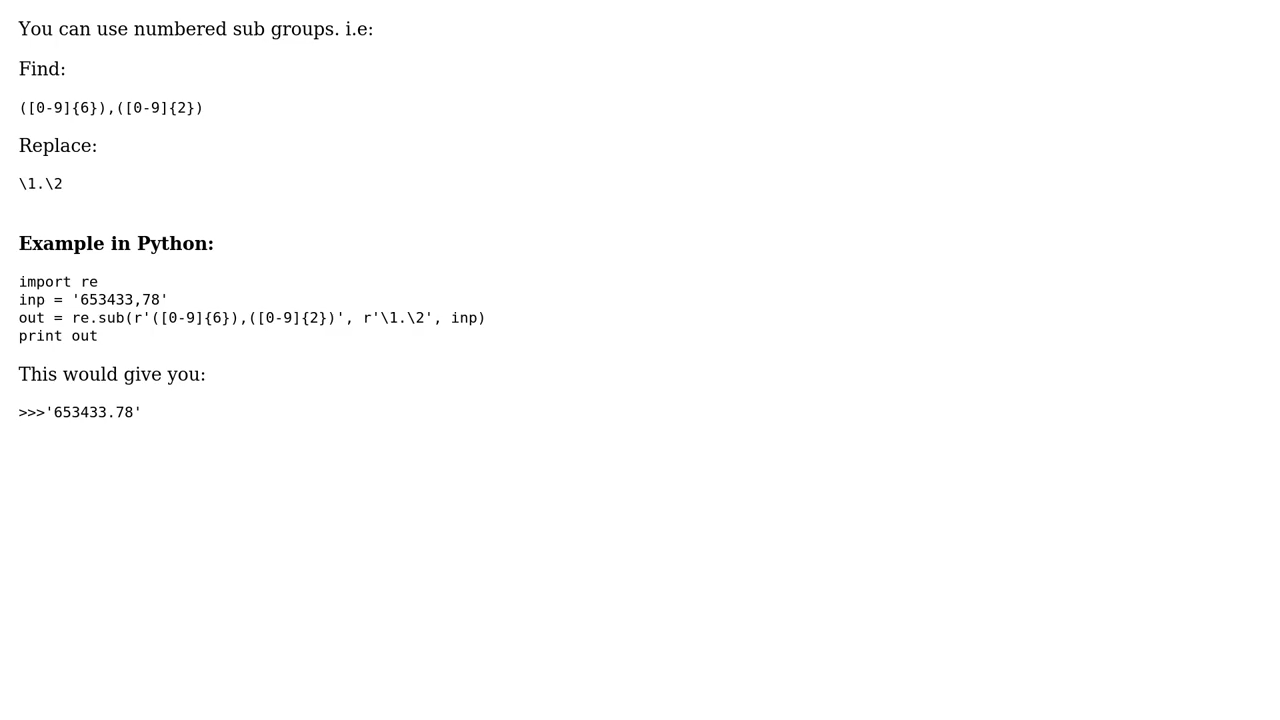 You can use numbered sub groups. i.e:
Find:
([0-9]{6}),([0-9]{2})
Replace:
\1.\2
Example in Python:
import re
inp = '653433,78'
out = re.sub(r'([0-9]{6}),([0-9]{2})', r'\1.\2', inp)
print out
This would give you:
>>>'653433.78'